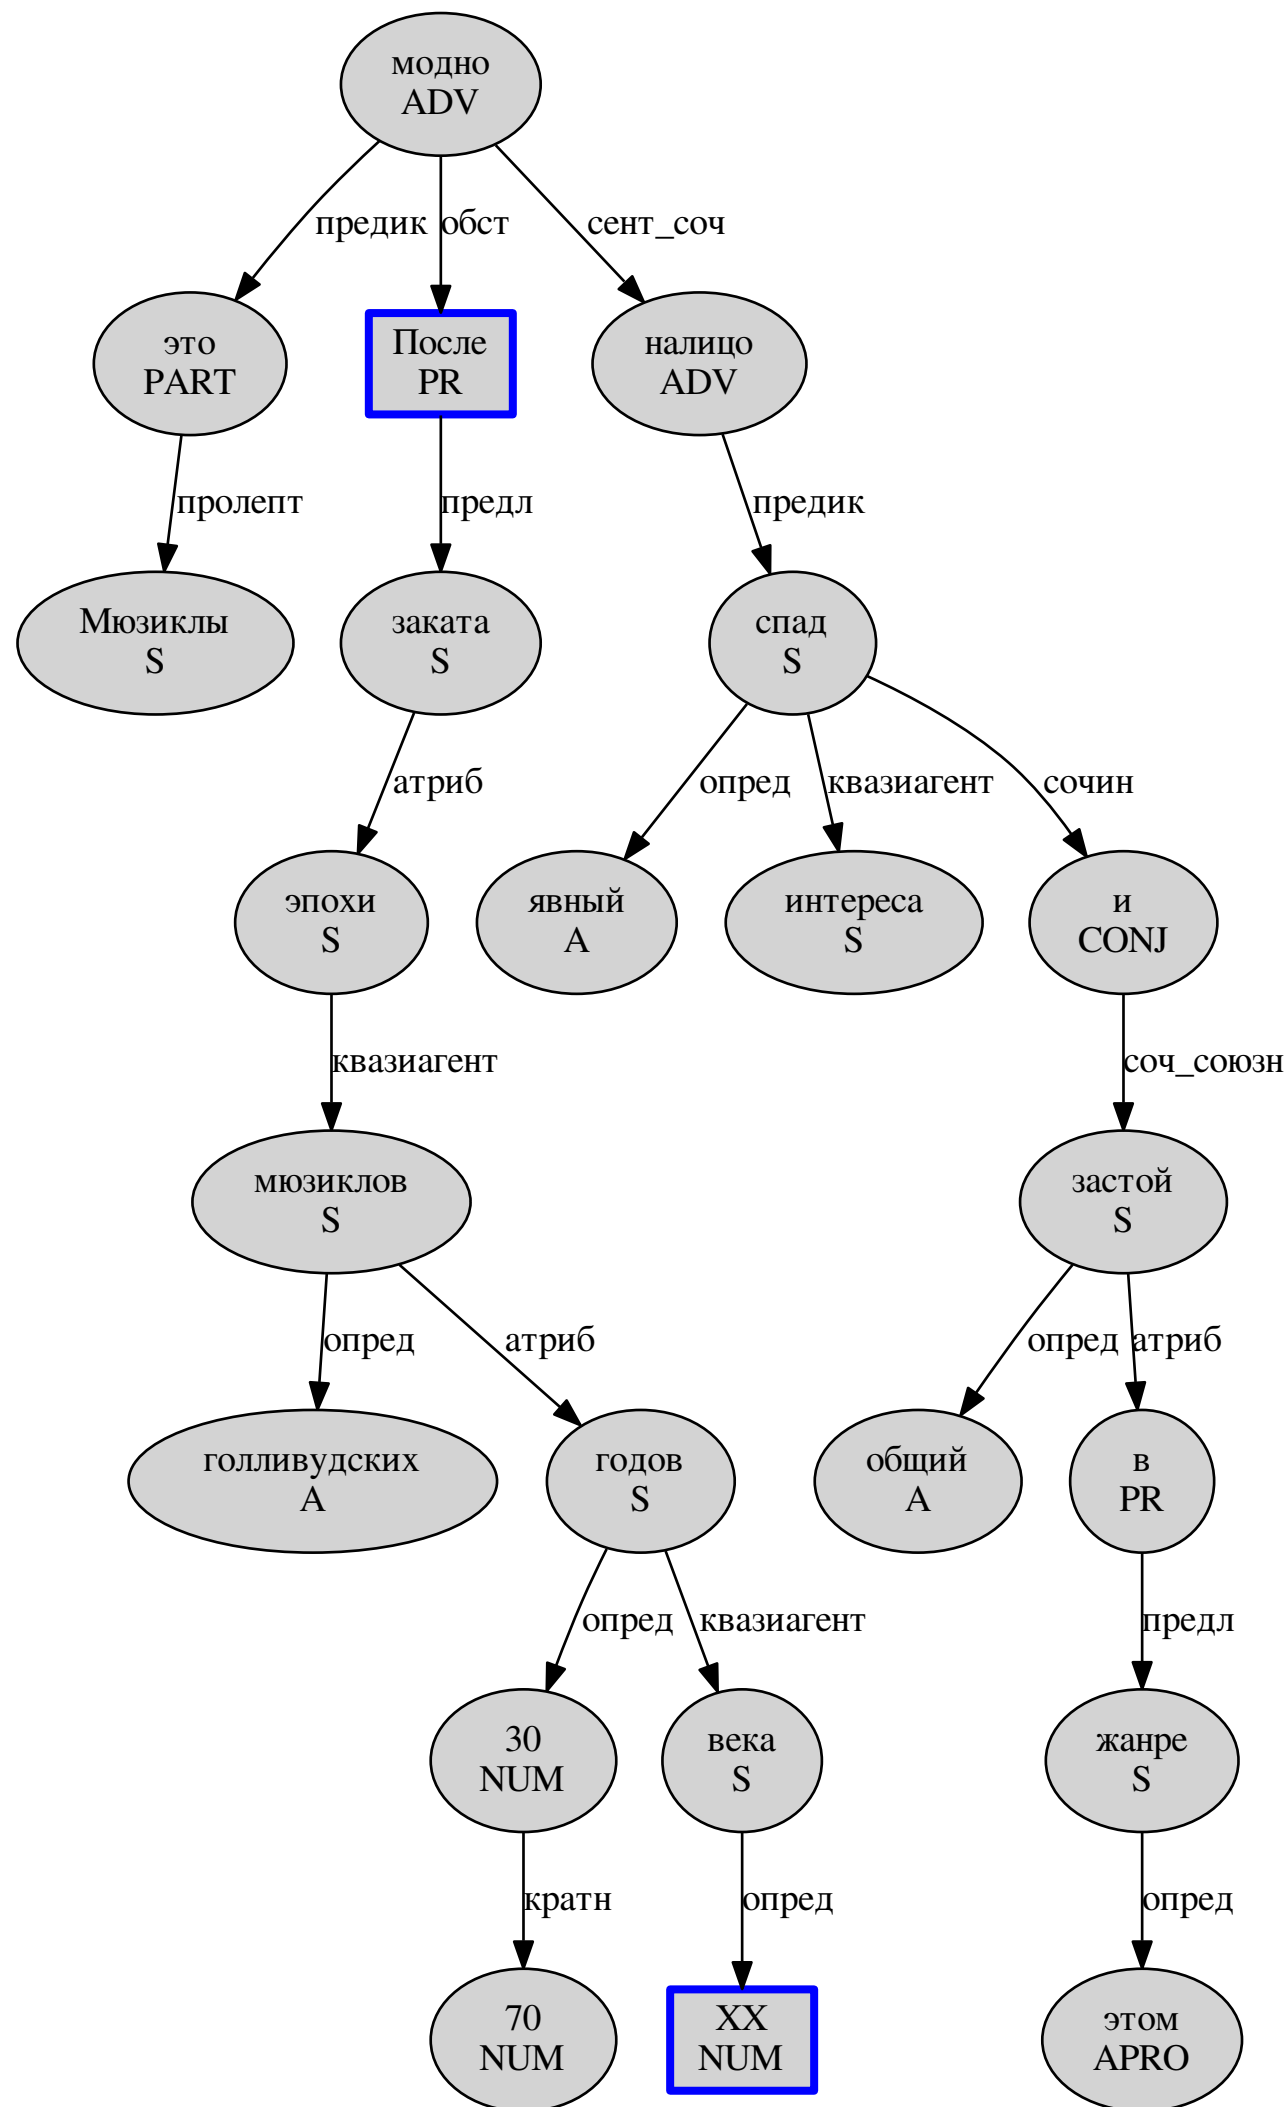 модно
ADV
предик
обст
сент_соч
это
PART
После
PR
налицо
ADV
пролепт
предл
предик
Мюзиклы
S
заката
S
спад
S
атриб
опред
квазиагент
сочин
эпохи
S
явный
A
интереса
S
и
CONJ
квазиагент
соч_союзн
мюзиклов
S
застой
S
опред
атриб
опред
атриб
голливудских
A
годов
S
общий
A
в
PR
опред
квазиагент
предл
30
NUM
века
S
жанре
S
кратн
опред
опред
70
NUM
XX
NUM
этом
APRO